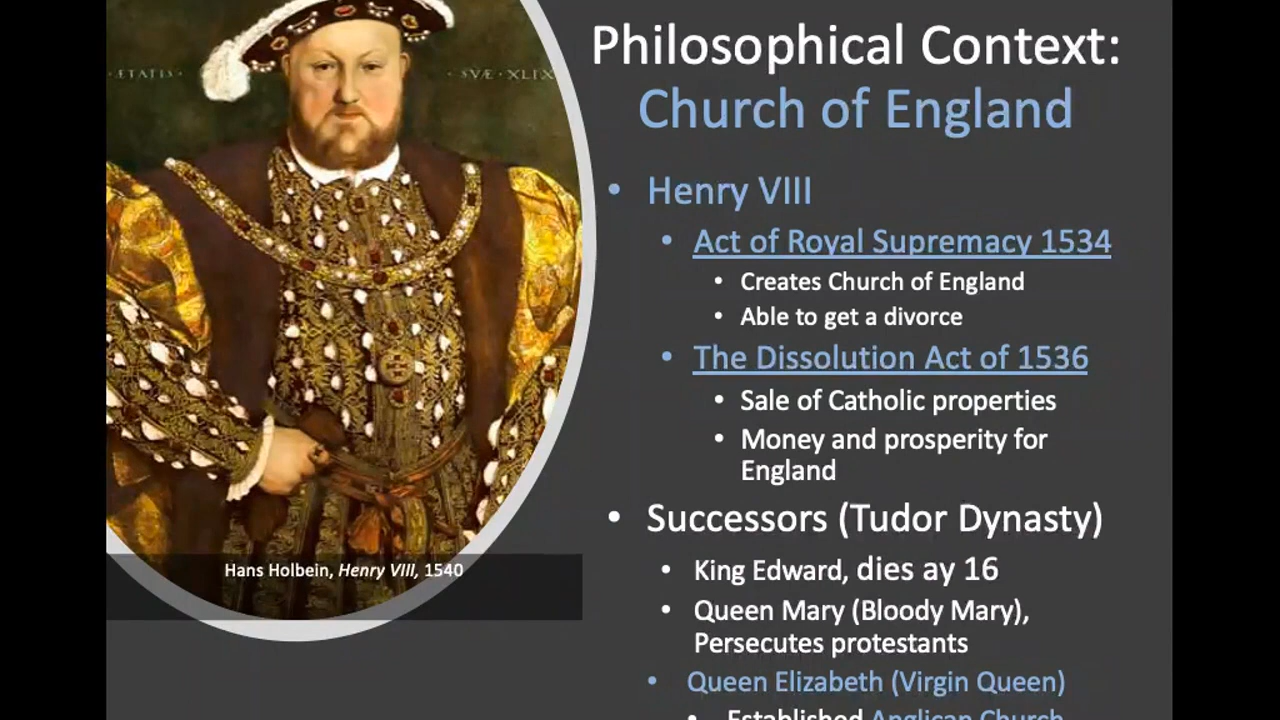 · ÆTATIS ·
· SVÆ · XLIX
Philosophical Context:
Church of England
• Henry VIII
• Act of Royal Supremacy 1534
• Creates Church of England
• Able to get a divorce
• The Dissolution Act of 1536
• Sale of Catholic properties
• Money and prosperity for
England
• Successors (Tudor Dynasty)
• King Edward, dies ay 16
• Queen Mary (Bloody Mary),
Persecutes protestants
• Queen Elizabeth (Virgin Queen)
• Established Anglican Church
Hans Holbein, Henry VIII, 1540